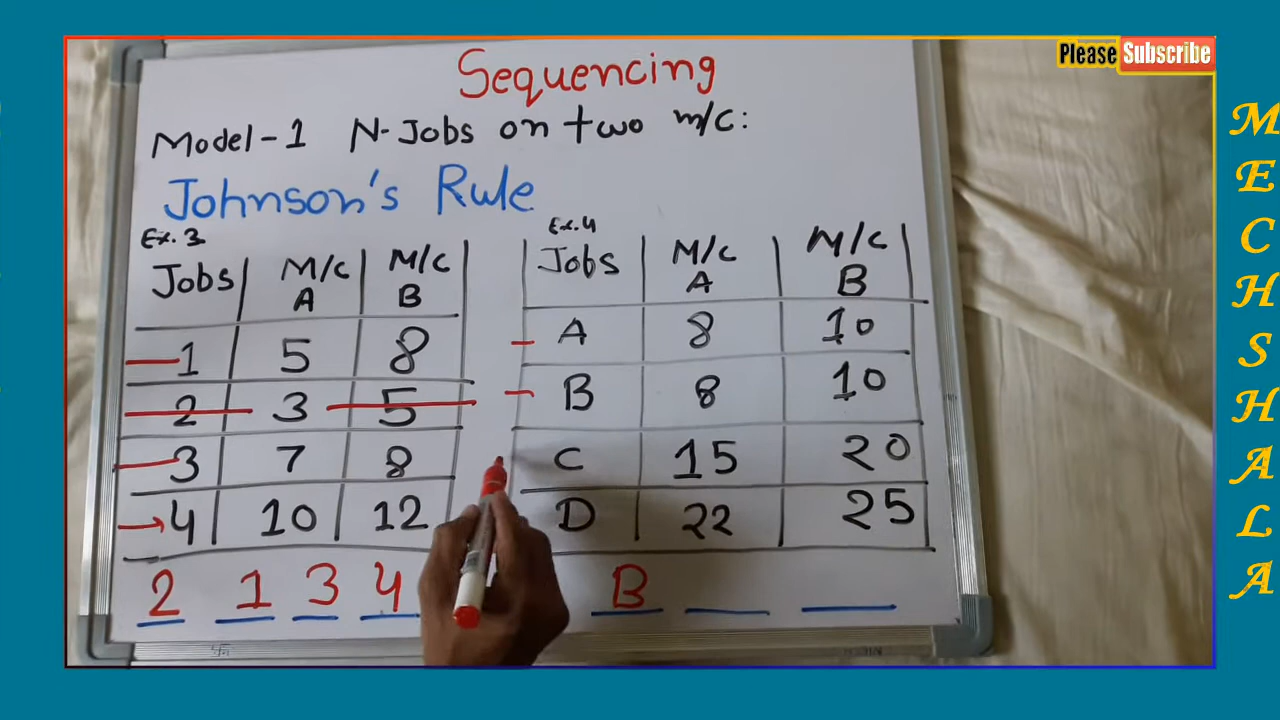 Please Subscribe
Sequencing
Model-1 N-Jobs on two m/c:
Johnson's Rule
Ex. 3
Jobs M/C A M/C B
1 5 8
2 3 5
3 7 8
4 10 12
2 1 3 4
Ex. 4
Jobs M/C A M/C B
A 8 10
B 8 10
C 15 20
D 22 25
B
MECHSHALA